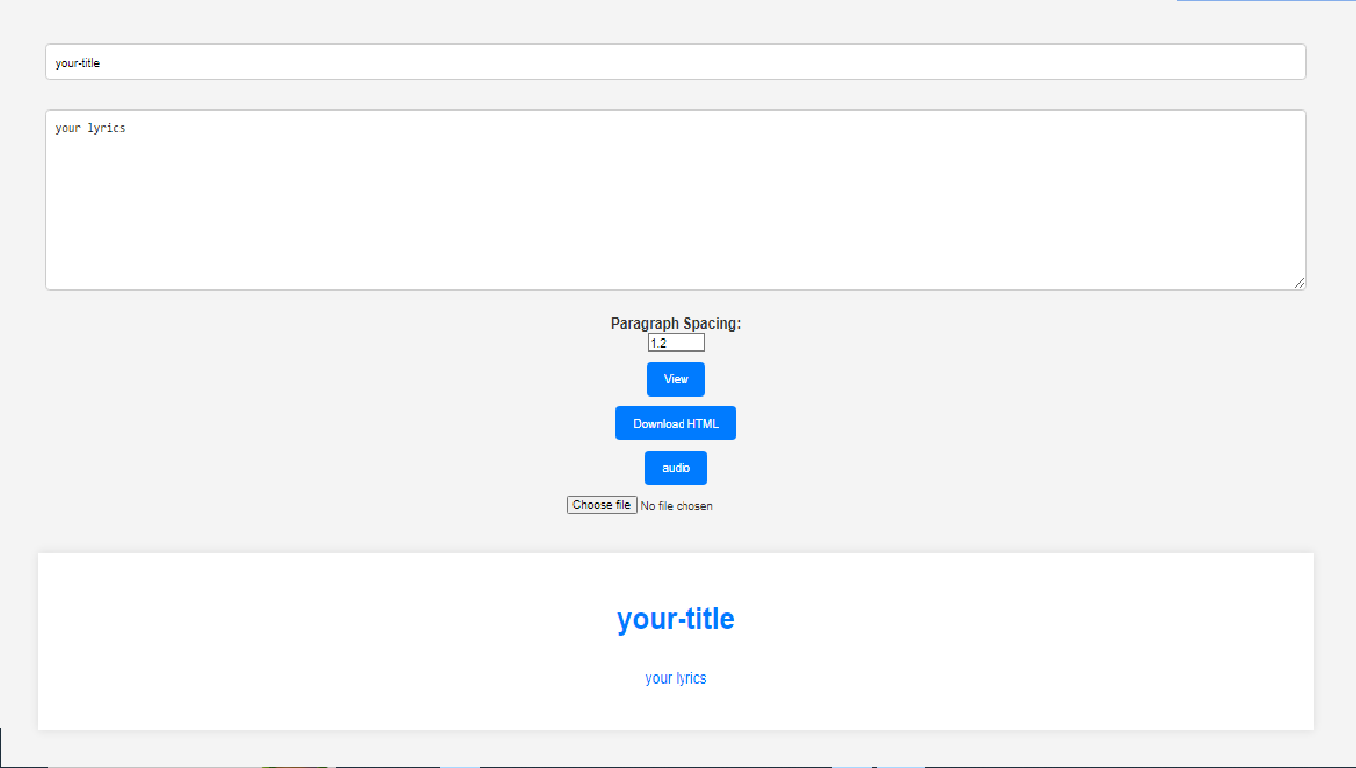 your-title
your lyrics
Paragraph Spacing:
1.2
View
Download HTML
audio
Choose file No file chosen
your-title
your lyrics